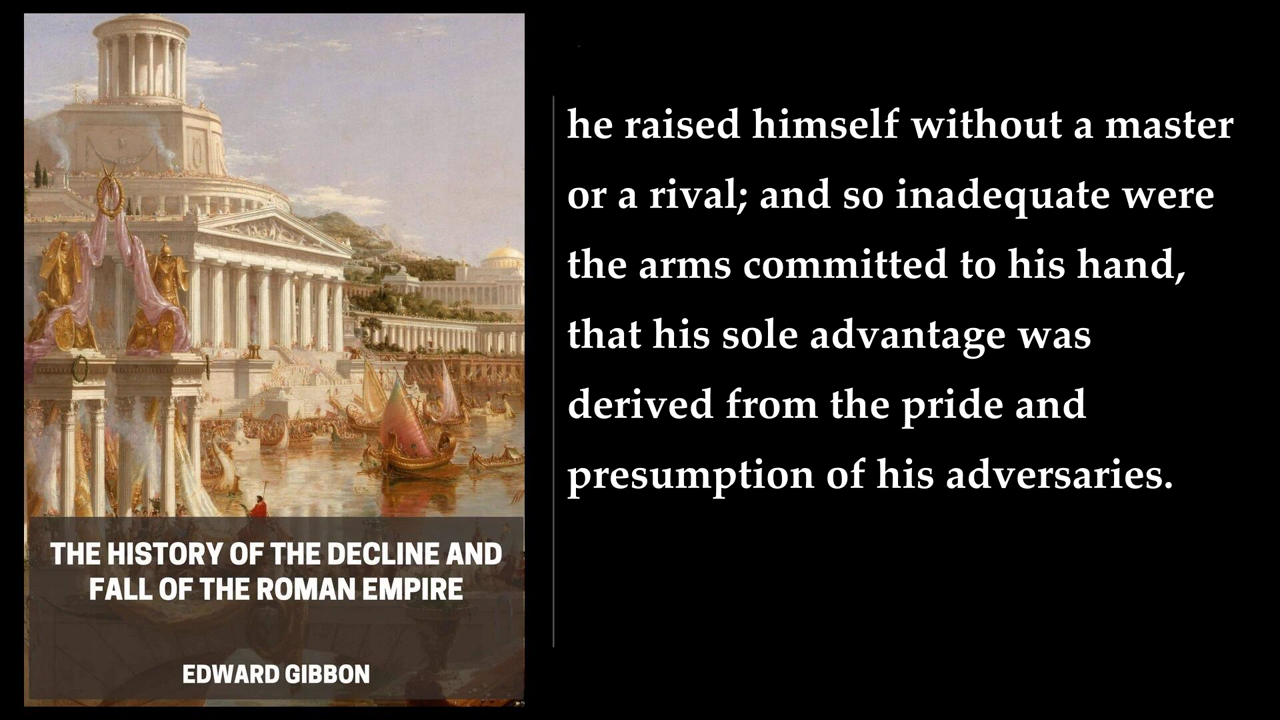 THE HISTORY OF THE DECLINE AND
FALL OF THE ROMAN EMPIRE
EDWARD GIBBON
he raised himself without a master
or a rival; and so inadequate were
the arms committed to his hand,
that his sole advantage was
derived from the pride and
presumption of his adversaries.